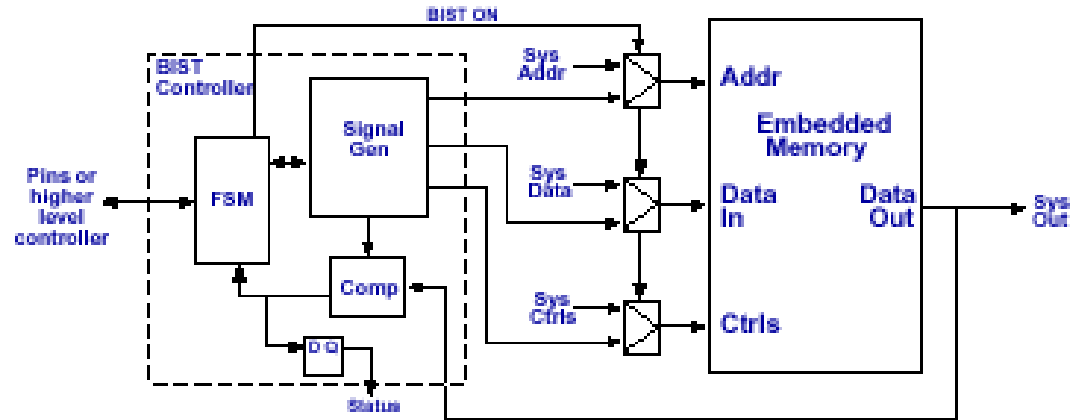 BIST ON
BIST
Controller
Sys
Addr
Addr
Signal
Gen
Embedded
Memory
Pins or
higher
level
controller
FSM
Sys
Data
Data
In
Data
Out
Sys
Out
Comp
Sys
Ctrls
Ctrls
D Q
Status